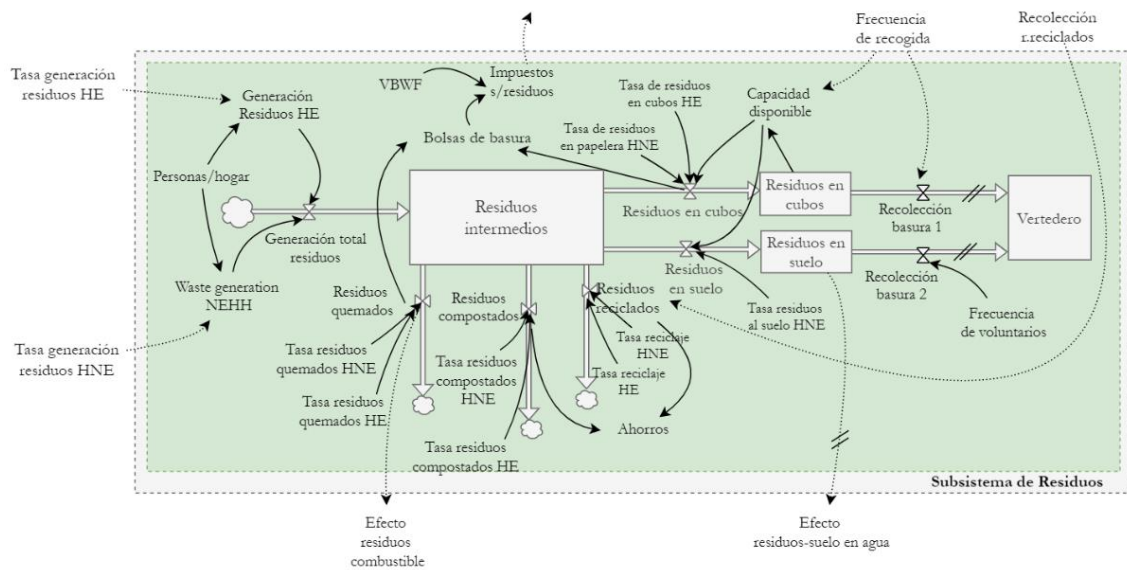 Frecuencia
de recogida
Recolección
r.reciclados
Tasa generación
residuos HE
VBWF
Impuestos
s/residuos
Generación
Residuos HE
Tasa de residuos
en cubos HE
Capacidad
disponible
Bolsas de basura
Tasa de residuos
en papelera HNE
Personas/hogar
Residuos
intermedios
Residuos en cubos
Residuos en
cubos
Recolección
basura 1
Vertedero
Generación total
residuos
Residuos
en suelo
Residuos en
suelo
Recolección
basura 2
Waste generation
NEHH
Residuos
quemados
Residuos
compostados
Residuos
reciclados
Tasa residuos
al suelo HNE
Frecuencia
de voluntarios
Tasa generación
residuos HNE
Tasa residuos
quemados HNE
Tasa residuos
compostados
HNE
Tasa reciclaje
HNE
Tasa reciclaje
HE
Tasa residuos
quemados HE
Ahorros
Tasa residuos
compostados HE
Subsistema de Residuos
Efecto
residuos
combustible
Efecto
residuos-suelo en agua